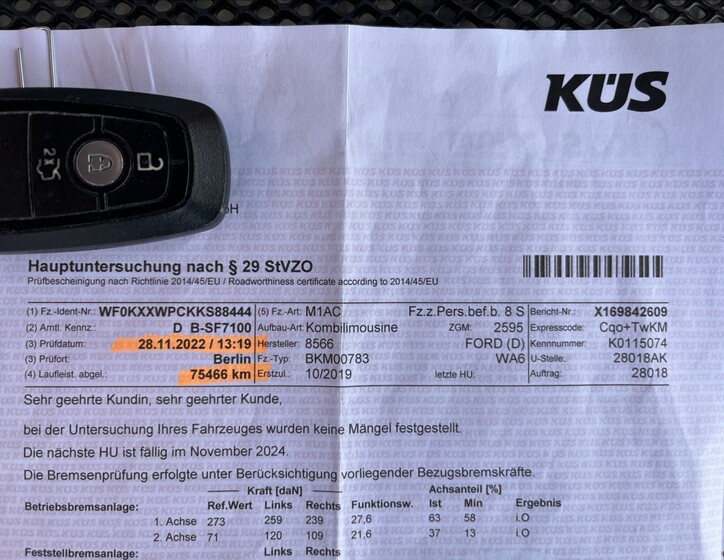 KÜS
2x
bH
Hauptuntersuchung nach § 29 StVZO
Prüfbescheinigung nach Richtlinie 2014/45/EU / Roadworthiness certificate according to 2014/45/EU
(1) Fz.-Ident-Nr.: WF0KXXWPCKKS88444 (5) Fz.-Art: M1AC Fz.z.Pers.bef.b. 8 S Bericht-Nr.: X169842609
(2) Amtl. Kennz.: D B-SF7100 Aufbau-Art: Kombilimousine ZGM: 2595 Expresscode: Cqo+TwKM
(3) Prüfdatum: 28.11.2022 / 13:19 Hersteller: 8566 FORD (D) Kennnummer: K0115074
(3) Prüfort: Berlin Fz.-Typ: BKM00783 WA6 U-Stelle: 28018AK
(4) Laufleist. abgel.: 75466 km Erstzul.: 10/2019 letzte HU: Auftrag: 28018
Sehr geehrte Kundin, sehr geehrter Kunde,
bei der Untersuchung Ihres Fahrzeuges wurden keine Mängel festgestellt.
Die nächste HU ist fällig im November 2024.
Die Bremsenprüfung erfolgte unter Berücksichtigung vorliegender Bezugsbremskräfte.
Kraft [daN] Achsanteil [%]
Betriebsbremsanlage: Ref.Wert Links Rechts Funktionsw. Ist Min Ergebnis
1. Achse 273 259 239 27,6 63 58 i.O
2. Achse 71 120 109 21,6 37 13 i.O
Feststellbremsanlage: Links Rechts